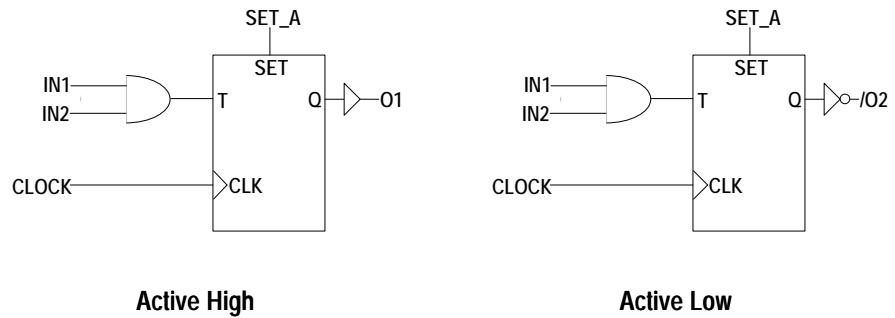 SET_A
SET
IN1
IN2
T
Q
O1
CLOCK
CLK
Active High
SET_A
SET
IN1
IN2
T
Q
/O2
CLOCK
CLK
Active Low